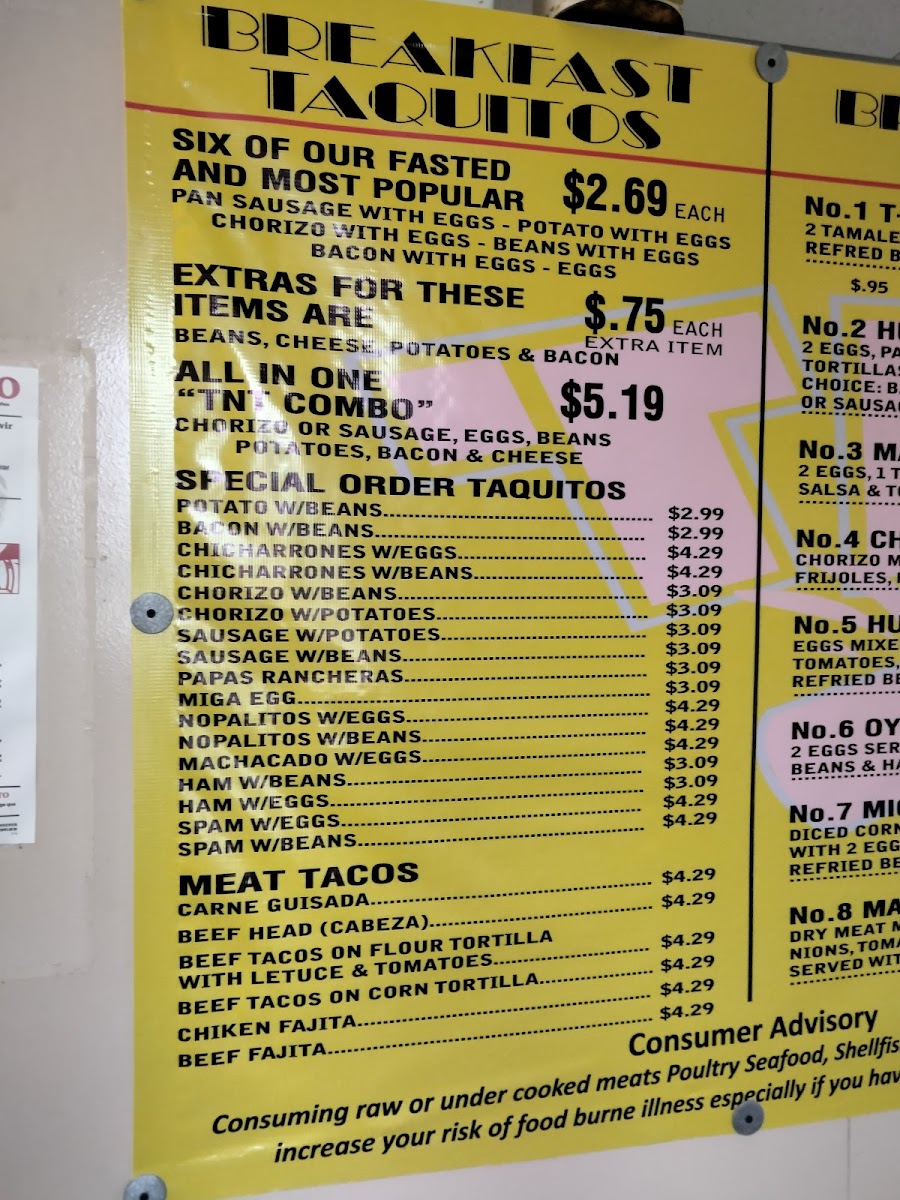 BREAKFAST
TAQUITOS
SIX OF OUR FASTED
AND MOST POPULAR $2.69 EACH
PAN SAUSAGE WITH EGGS - POTATO WITH EGGS
CHORIZO WITH EGGS - BEANS WITH EGGS
BACON WITH EGGS - EGGS
EXTRAS FOR THESE
ITEMS ARE $.75 EACH
EXTRA ITEM
BEANS, CHEESE, POTATOES & BACON
ALL IN ONE
“TNT COMBO” $5.19
CHORIZO OR SAUSAGE, EGGS, BEANS
POTATOES, BACON & CHEESE
SPECIAL ORDER TAQUITOS
POTATO W/BEANS $2.99
BACON W/BEANS $2.99
CHICHARRONES W/EGGS $4.29
CHICHARRONES W/BEANS $4.29
CHORIZO W/BEANS $3.09
CHORIZO W/POTATOES $3.09
SAUSAGE W/POTATOES $3.09
SAUSAGE W/BEANS $3.09
PAPAS RANCHERAS $3.09
MIGA EGG $3.09
NOPALITOS W/EGGS $4.29
NOPALITOS W/BEANS $4.29
MACHACADO W/EGGS $4.29
HAM W/BEANS $3.09
HAM W/EGGS $3.09
SPAM W/EGGS $4.29
SPAM W/BEANS $4.29
MEAT TACOS
CARNE GUISADA $4.29
BEEF HEAD (CABEZA) $4.29
BEEF TACOS ON FLOUR TORTILLA
WITH LETUCE & TOMATOES $4.29
BEEF TACOS ON CORN TORTILLA $4.29
CHIKEN FAJITA $4.29
BEEF FAJITA $4.29
No.1 T-
2 TAMALE
REFRED B
$.95
No.2 HU
2 EGGS, PA
TORTILLAS
CHOICE: B
OR SAUSA
No.3 MA
2 EGGS, 1 T
SALSA & TO
No.4 CH
CHORIZO M
FRIJOLES,
No.5 HU
EGGS MIXE
TOMATOES,
REFRIED BE
No.6 OY
2 EGGS SER
BEANS & HA
No.7 MIG
DICED CORN
WITH 2 EGG
REFRIED BE
No.8 MA
DRY MEAT M
NIONS, TOMA
SERVED WIT
Consumer Advisory
Consuming raw or under cooked meats Poultry Seafood, Shellfis
increase your risk of food burne illness especially if you hav